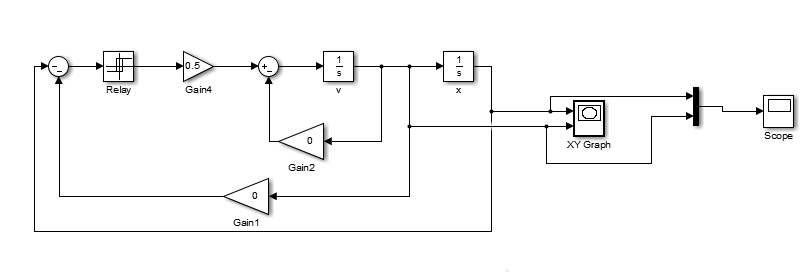 Relay
0.5
Gain4
1
s
v
1
s
x
0
Gain2
0
Gain1
XY Graph
Scope